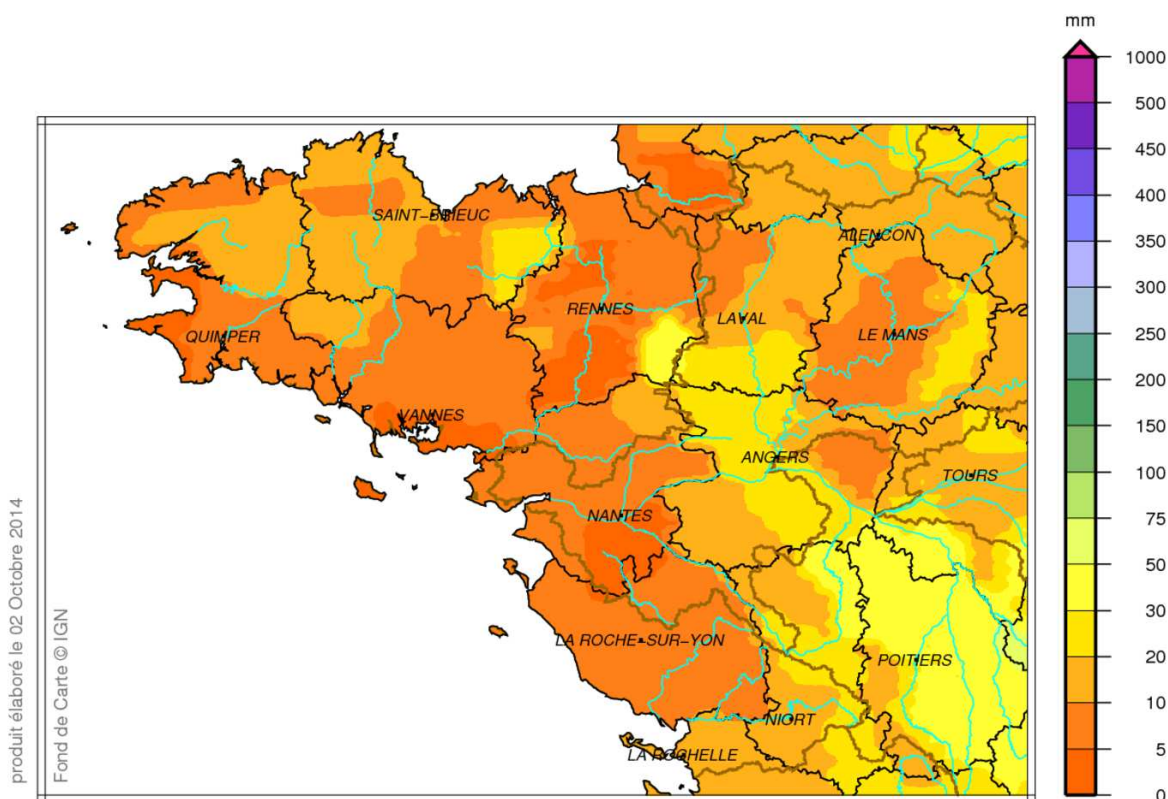 mm
1000
500
450
400
350
300
250
200
150
100
75
50
30
20
10
5
0
SAINT-BRIEUC
ALENCON
RENNES
LAVAL
QUIMPER
LE MANS
VANNES
ANGERS
TOURS
NANTES
LA ROCHE-SUR-YON
POITIERS
NIORT
LA ROCHELLE
produit élaboré le 02 Octobre 2014
Fond de Carte © IGN